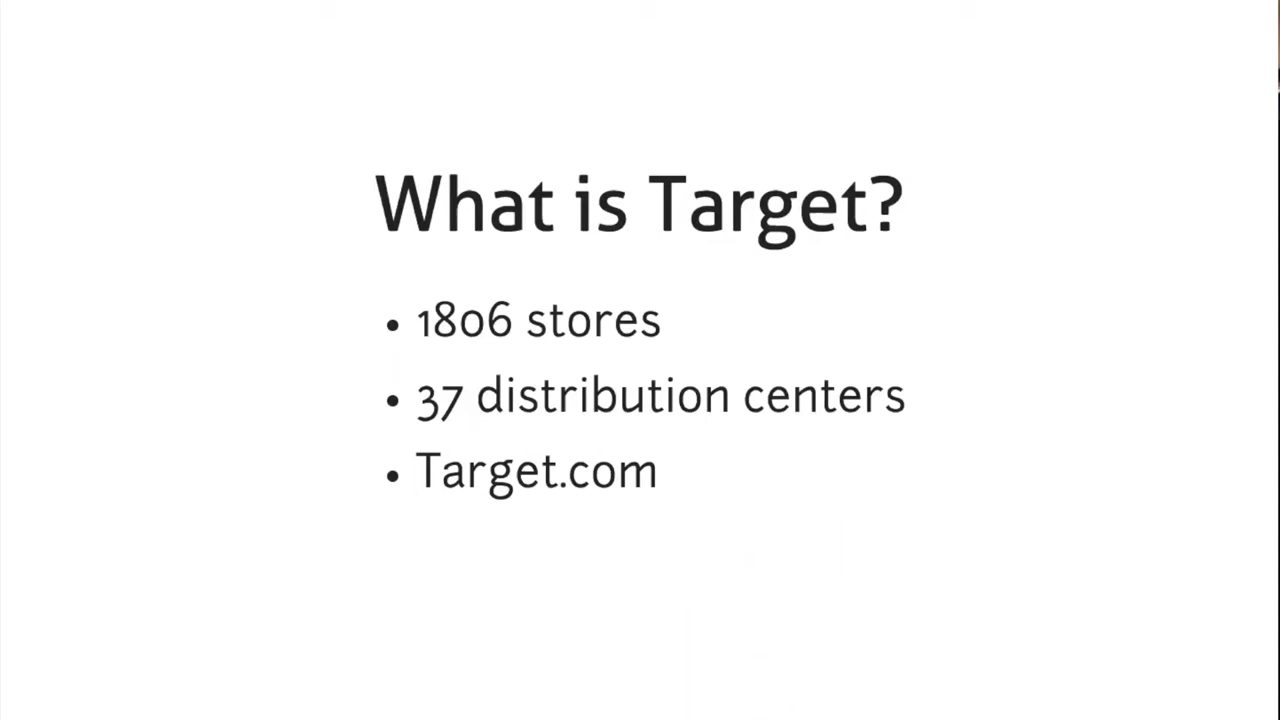 What is Target?
• 1806 stores
• 37 distribution centers
• Target.com